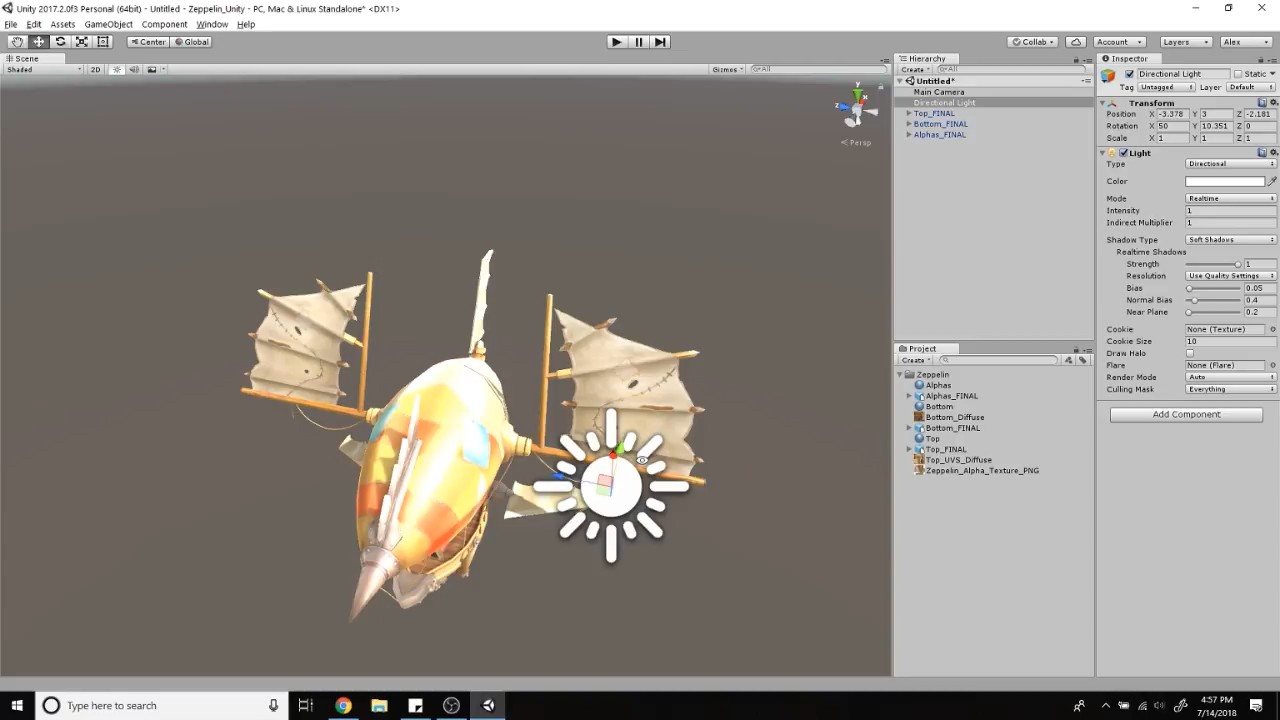 Unity 2017.2.0f3 Personal (64bit) - Untitled - Zeppelin_Unity - PC, Mac & Linux Standalone* <DX11>
File Edit Assets GameObject Component Window Help
Center Global Collab Account Layers Alex
Scene
Shaded 2D Gizmos All
y
x
z
Persp
Hierarchy
Create All
Untitled*
Main Camera
Directional Light
Top_FINAL
Bottom_FINAL
Alphas_FINAL
Project
Create
Zeppelin
Alphas
Alphas_FINAL
Bottom
Bottom_Diffuse
Bottom_FINAL
Top
Top_FINAL
Top_UVS_Diffuse
Zeppelin_Alpha_Texture_PNG
Inspector
Directional Light Static
Tag Untagged Layer Default
Transform
Position X -3.378 Y 3 Z -2.181
Rotation X 50 Y 10.351 Z 0
Scale X 1 Y 1 Z 1
Light
Type Directional
Color
Mode Realtime
Intensity 1
Indirect Multiplier 1
Shadow Type Soft Shadows
Realtime Shadows
Strength 1
Resolution Use Quality Settings
Bias 0.05
Normal Bias 0.4
Near Plane 0.2
Cookie None (Texture)
Cookie Size 10
Draw Halo
Flare None (Flare)
Render Mode Auto
Culling Mask Everything
Add Component
Type here to search
4:57 PM
7/14/2018